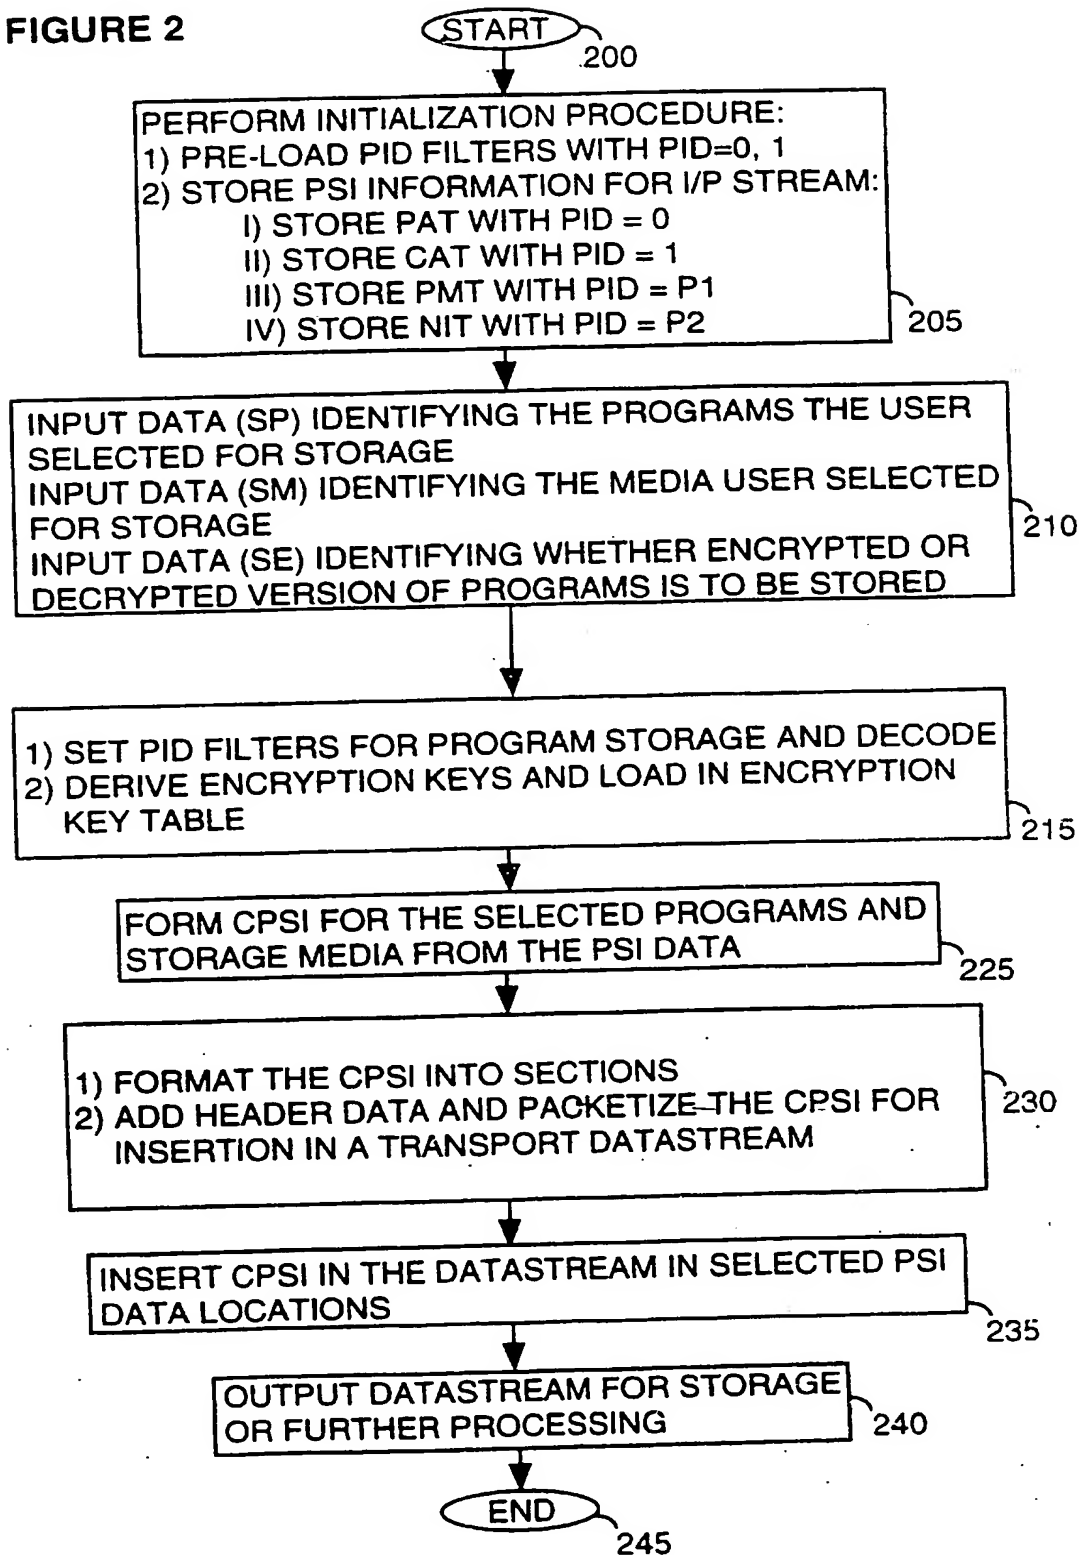 FIGURE 2
START
200
PERFORM INITIALIZATION PROCEDURE:
1) PRE-LOAD PID FILTERS WITH PID=0, 1
2) STORE PSI INFORMATION FOR I/P STREAM:
I) STORE PAT WITH PID = 0
II) STORE CAT WITH PID = 1
III) STORE PMT WITH PID = P1
IV) STORE NIT WITH PID = P2
205
INPUT DATA (SP) IDENTIFYING THE PROGRAMS THE USER
SELECTED FOR STORAGE
INPUT DATA (SM) IDENTIFYING THE MEDIA USER SELECTED
FOR STORAGE
INPUT DATA (SE) IDENTIFYING WHETHER ENCRYPTED OR
DECRYPTED VERSION OF PROGRAMS IS TO BE STORED
210
1) SET PID FILTERS FOR PROGRAM STORAGE AND DECODE
2) DERIVE ENCRYPTION KEYS AND LOAD IN ENCRYPTION
KEY TABLE
215
FORM CPSI FOR THE SELECTED PROGRAMS AND
STORAGE MEDIA FROM THE PSI DATA
225
1) FORMAT THE CPSI INTO SECTIONS
2) ADD HEADER DATA AND PACKETIZE THE CPSI FOR
INSERTION IN A TRANSPORT DATASTREAM
230
INSERT CPSI IN THE DATASTREAM IN SELECTED PSI
DATA LOCATIONS
235
OUTPUT DATASTREAM FOR STORAGE
OR FURTHER PROCESSING
240
END
245